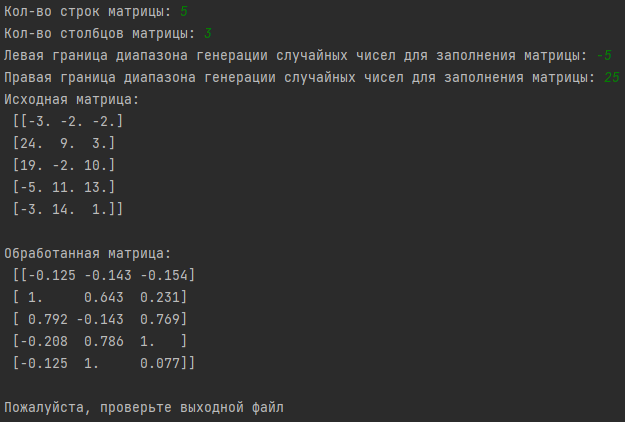 Кол-во строк матрицы: 5
Кол-во столбцов матрицы: 3
Левая граница диапазона генерации случайных чисел для заполнения матрицы: -5
Правая граница диапазона генерации случайных чисел для заполнения матрицы: 25
Исходная матрица:
 [[-3. -2. -2.]
 [24.  9.  3.]
 [19. -2. 10.]
 [-5. 11. 13.]
 [-3. 14.  1.]]

Обработанная матрица:
 [[-0.125 -0.143 -0.154]
 [ 1.     0.643  0.231]
 [ 0.792 -0.143  0.769]
 [-0.208  0.786  1.   ]
 [-0.125  1.     0.077]]

Пожалуйста, проверьте выходной файл